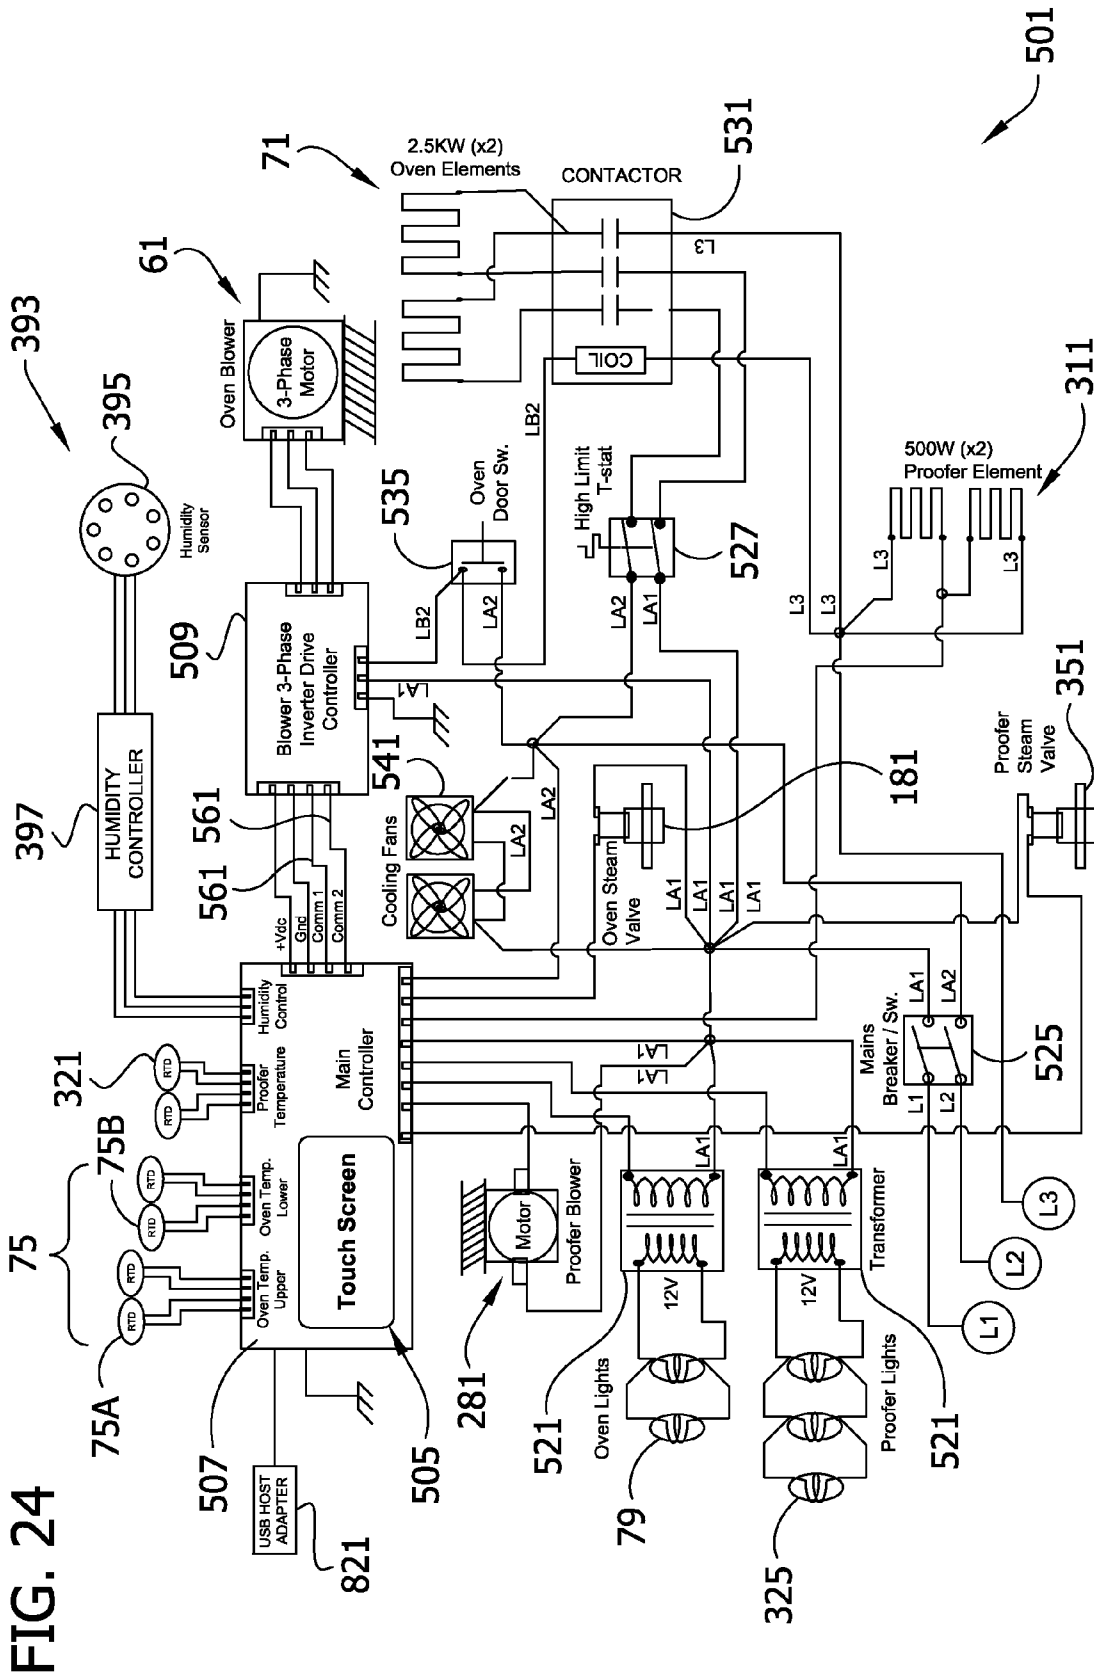 FIG. 24
501
71
2.5KW (x2)
Oven Elements
CONTACTOR
531
COIL
L3
61
Oven Blower
3-Phase
Motor
393
395
Humidity
Sensor
397
HUMIDITY
CONTROLLER
509
Blower 3-Phase
Inverter Drive
Controller
LA1
LB2
LB2
535
Oven
Door Sw.
LA2
High Limit
T-stat
527
LA2
LA1
L3
L3
500W (x2)
Proofer Element
311
L3
L3
561
561
+Vdc
Gnd
Comm 1
Comm 2
541
Cooling Fans
LA2
LA2
Oven Steam
Valve
181
LA1
LA1
LA1
LA1
Proofer
Steam
Valve
351
Mains
Breaker / Sw.
LA1
LA2
L1
L2
525
321
RTD
RTD
75
75B
RTD
RTD
75A
RTD
RTD
Humidity
Control
Proofer
Temperature
Oven Temp.
Lower
Oven Temp.
Upper
Main
Controller
Touch Screen
507
505
USB HOST
ADAPTER
821
281
Motor
Proofer Blower
LA1
LA1
LA1
LA1
12V
521
Oven Lights
79
12V
Transformer
521
Proofer Lights
325
L1
L2
L3